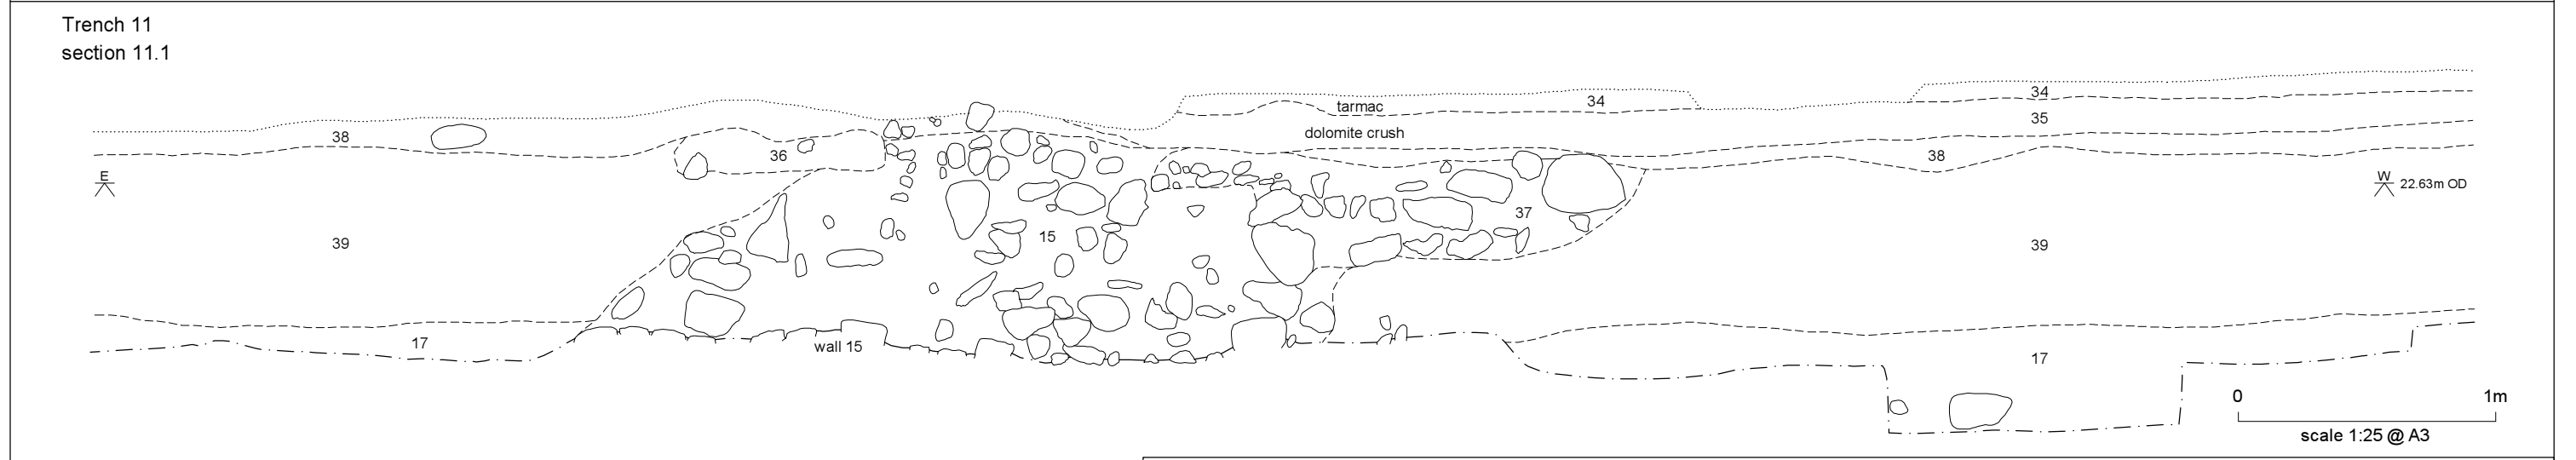 Trench 11
section 11.1
34
tarmac
34
35
dolomite crush
38
36
38
E
W 22.63m OD
37
15
39
39
17
wall 15
17
0 1m
scale 1:25 @ A3